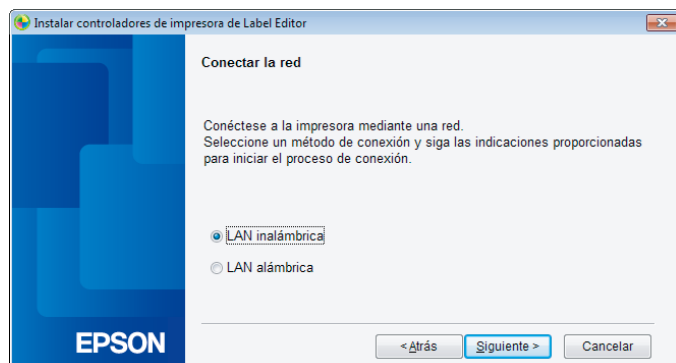 Instalar controladores de impresora de Label Editor
Conectar la red
Conéctese a la impresora mediante una red.
Seleccione un método de conexión y siga las indicaciones proporcionadas
para iniciar el proceso de conexión.
LAN inalámbrica
LAN alámbrica
EPSON
< Atrás
Siguiente >
Cancelar